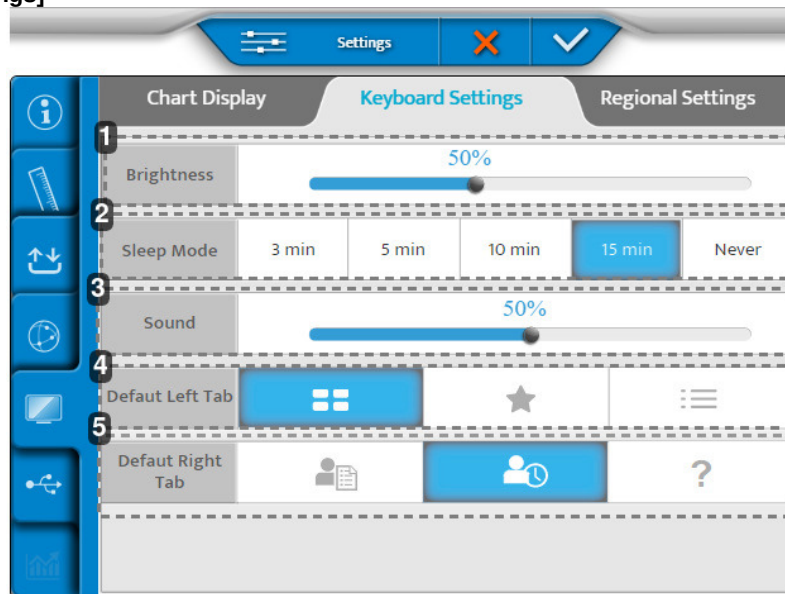 ngs]
Settings
Chart Display Keyboard Settings Regional Settings
1
50%
Brightness
2
Sleep Mode 3 min 5 min 10 min 15 min Never
3
50%
Sound
4
Defaut Left Tab
5
Defaut Right
Tab
?